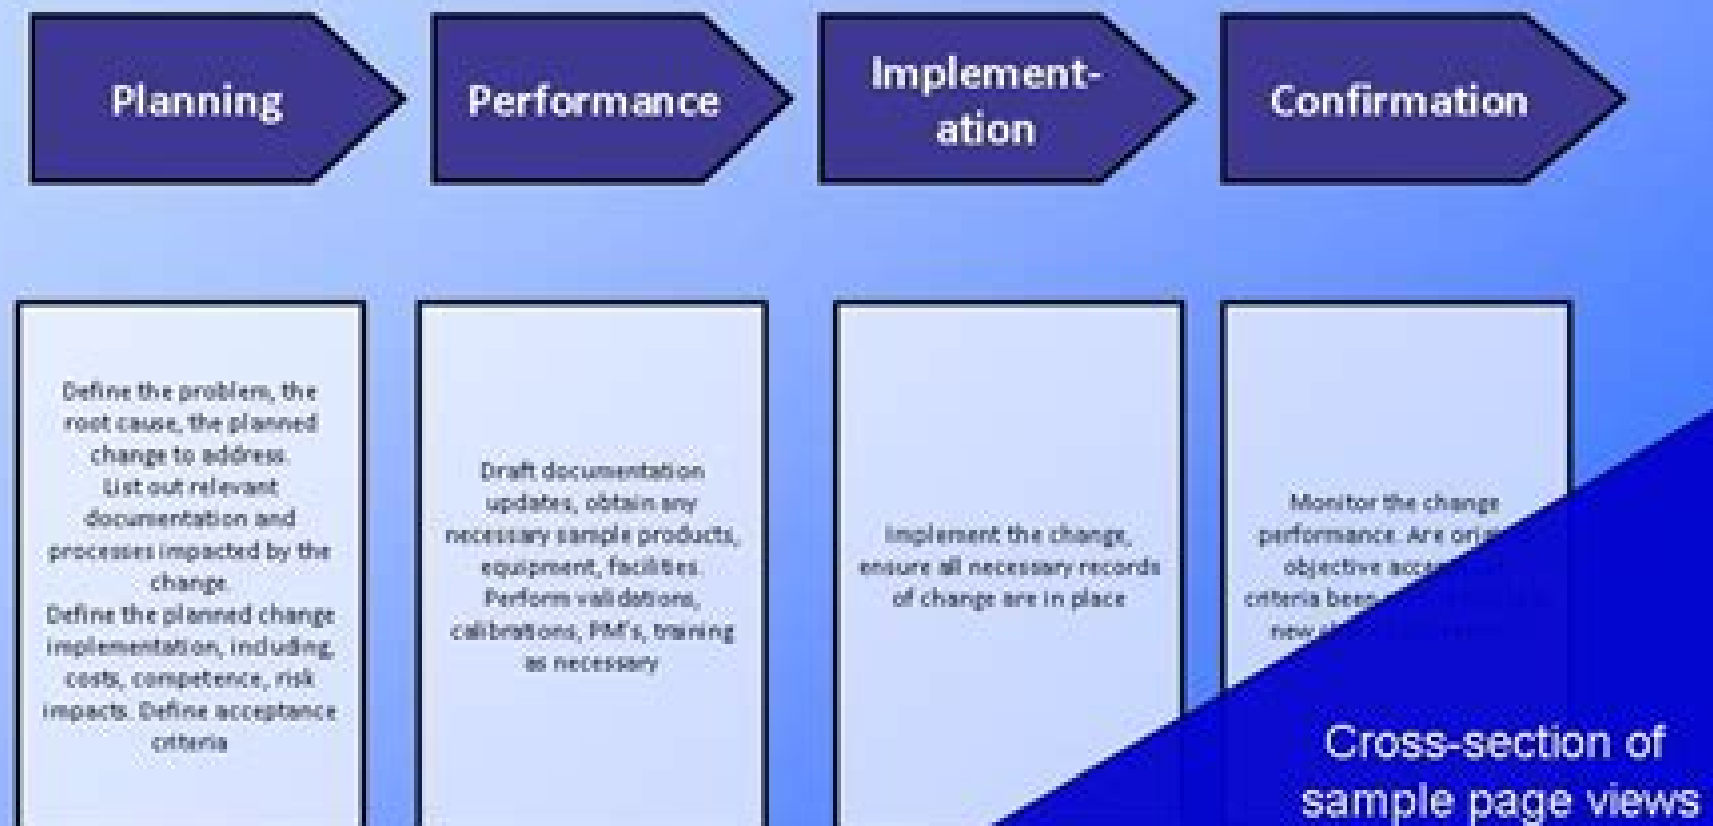 Planning
Performance
Implement-
ation
Confirmation
Define the problem, the
root cause, the planned
change to address.
List out relevant
documentation and
processes impacted by the
change.
Define the planned change
implementation, including,
costs, competence, risk
impacts. Define acceptance
criteria
Draft documentation
updates, obtain any
necessary sample products,
equipment, facilities.
Perform validations,
calibrations, PM's, training
as necessary
Implement the change,
ensure all necessary records
of change are in place
Monitor the change
performance. Are
objective
criteria been
new
Cross-section of
sample page views